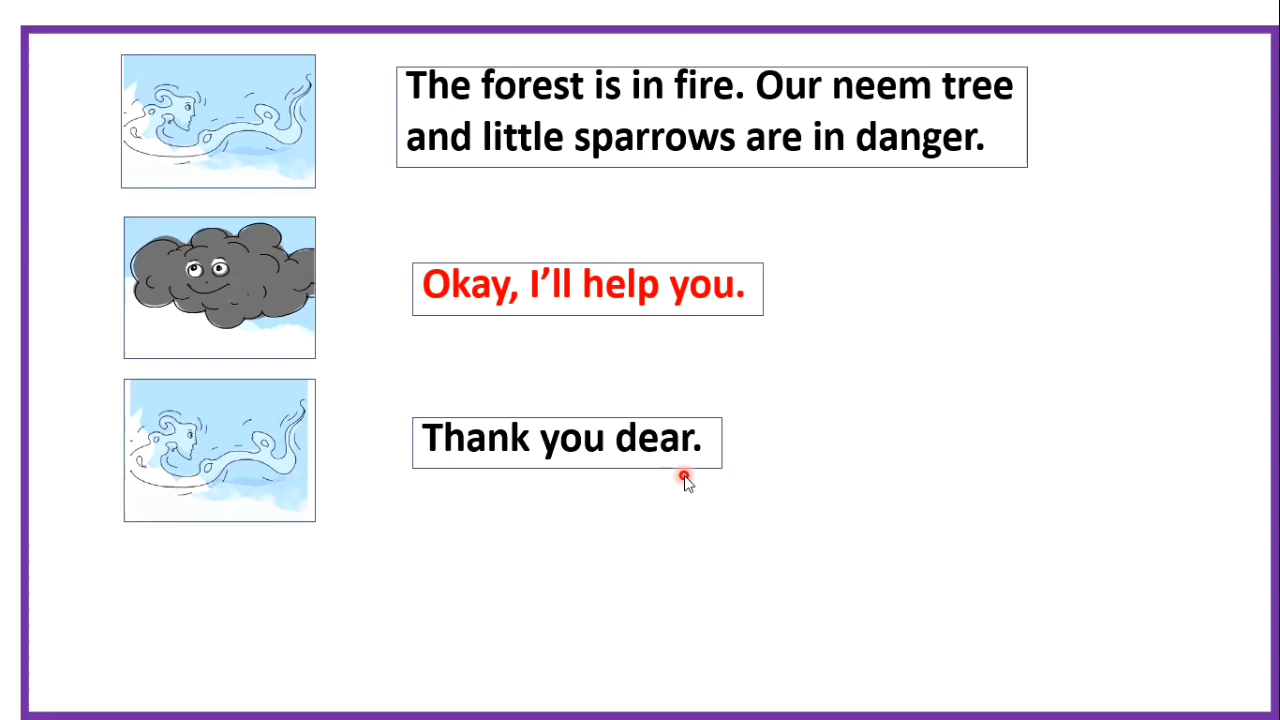 The forest is in fire. Our neem tree
and little sparrows are in danger.
Okay, I’ll help you.
Thank you dear.